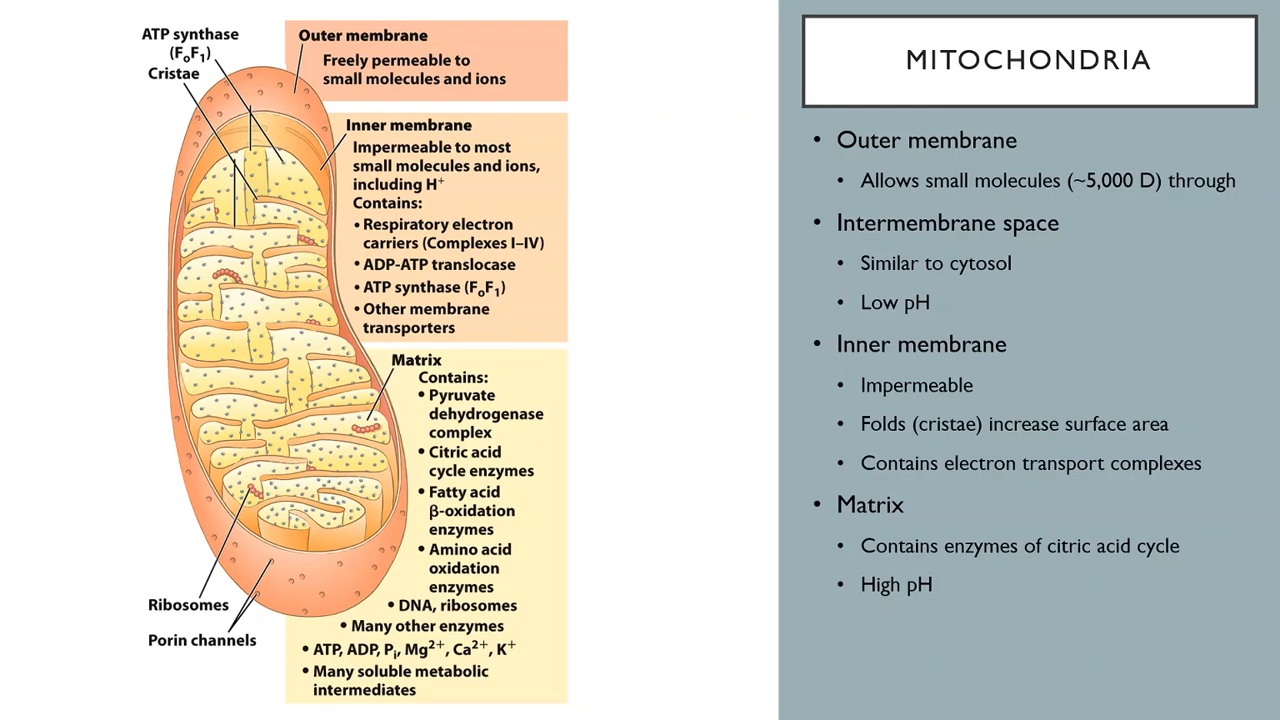 ATP synthase
(FₒF₁)
Cristae
Outer membrane
Freely permeable to
small molecules and ions
Inner membrane
Impermeable to most
small molecules and ions,
including H⁺
Contains:
• Respiratory electron
carriers (Complexes I–IV)
• ADP-ATP translocase
• ATP synthase (FₒF₁)
• Other membrane
transporters
Matrix
Contains:
• Pyruvate
dehydrogenase
complex
• Citric acid
cycle enzymes
• Fatty acid
β-oxidation
enzymes
• Amino acid
oxidation
enzymes
• DNA, ribosomes
• Many other enzymes
• ATP, ADP, Pᵢ, Mg²⁺, Ca²⁺, K⁺
• Many soluble metabolic
intermediates
Ribosomes
Porin channels
MITOCHONDRIA
• Outer membrane
• Allows small molecules (~5,000 D) through
• Intermembrane space
• Similar to cytosol
• Low pH
• Inner membrane
• Impermeable
• Folds (cristae) increase surface area
• Contains electron transport complexes
• Matrix
• Contains enzymes of citric acid cycle
• High pH